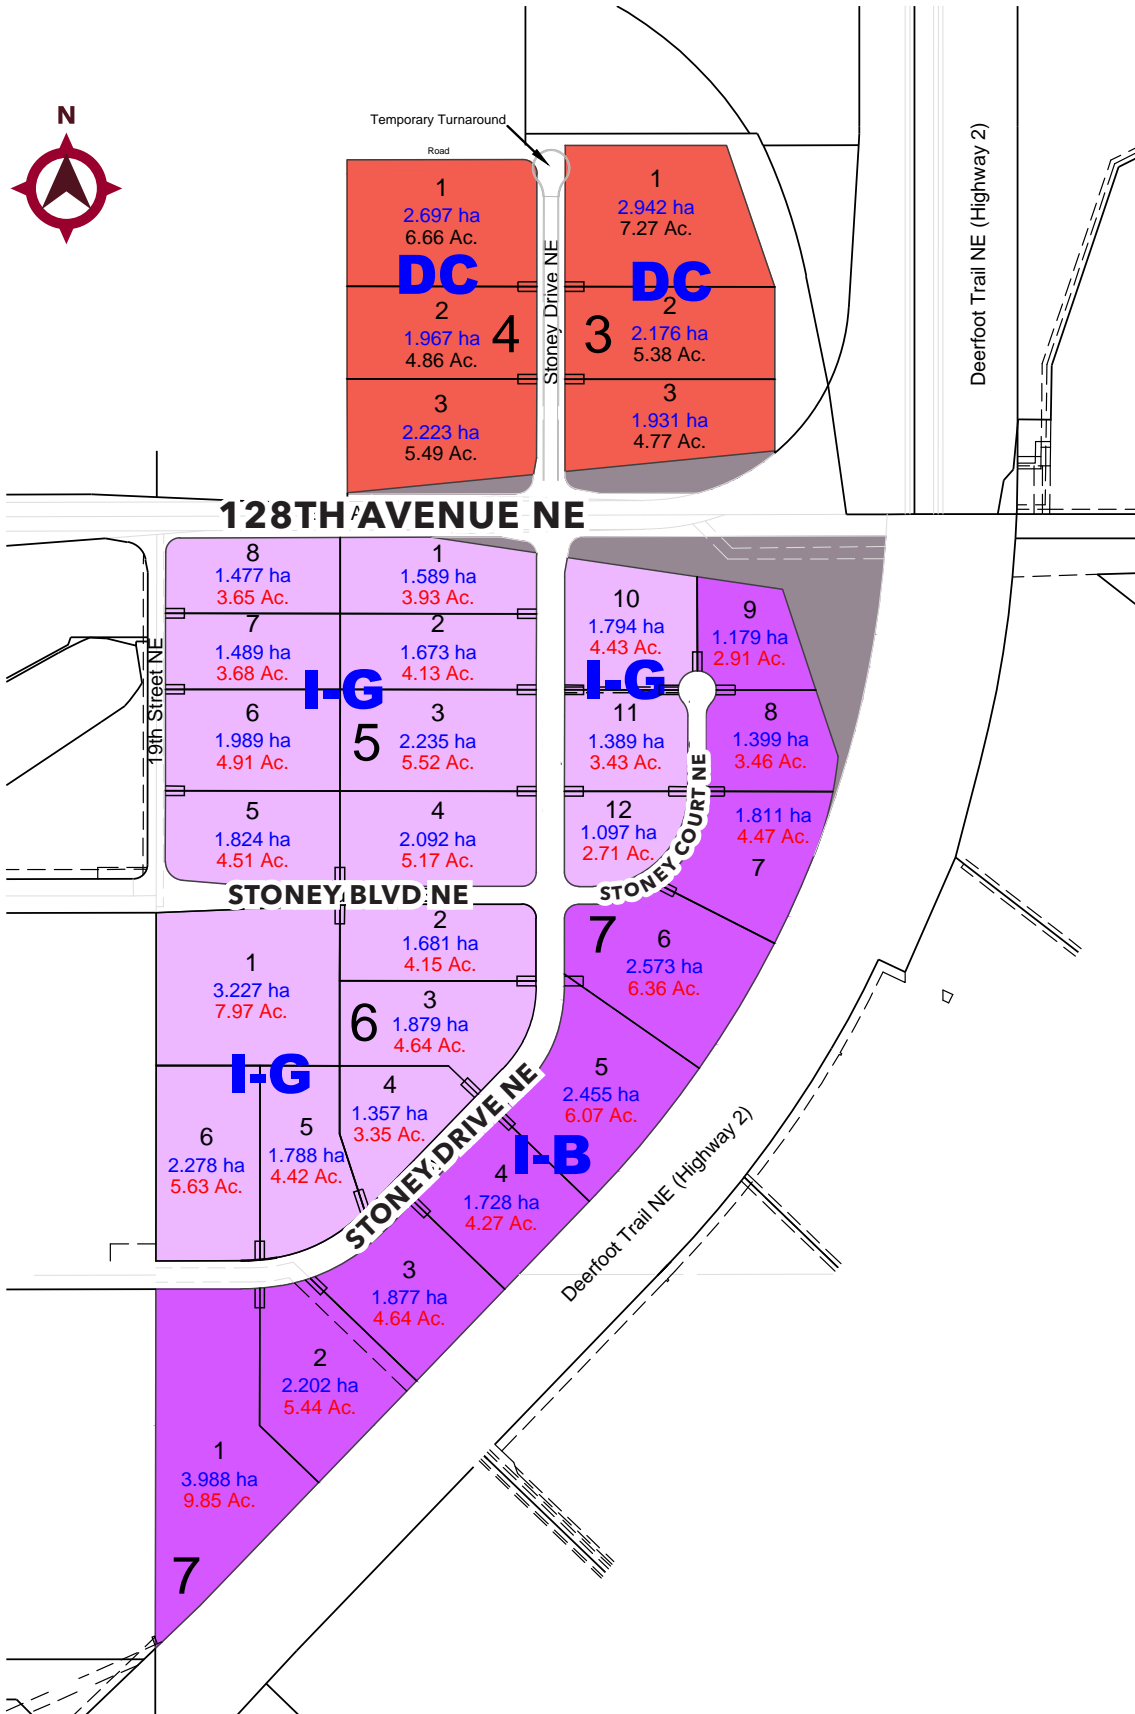 N
Temporary Turnaround
Road
1
2.697 ha
6.66 Ac.
DC
2
1.967 ha
4.86 Ac.
4
3
2.223 ha
5.49 Ac.
Stoney Drive NE
1
2.942 ha
7.27 Ac.
DC
2
2.176 ha
5.38 Ac.
3
3
1.931 ha
4.77 Ac.
Deerfoot Trail NE (Highway 2)
128TH AVENUE NE
19th Street NE
8
1.477 ha
3.65 Ac.
1
1.589 ha
3.93 Ac.
7
1.489 ha
3.68 Ac.
2
1.673 ha
4.13 Ac.
I-G
6
1.989 ha
4.91 Ac.
5
3
2.235 ha
5.52 Ac.
5
1.824 ha
4.51 Ac.
4
2.092 ha
5.17 Ac.
10
1.794 ha
4.43 Ac.
I-G
9
1.179 ha
2.91 Ac.
11
1.389 ha
3.43 Ac.
8
1.399 ha
3.46 Ac.
12
1.097 ha
2.71 Ac.
STONEY COURT NE
1.811 ha
4.47 Ac.
7
STONEY BLVD NE
2
1.681 ha
4.15 Ac.
7
6
2.573 ha
6.36 Ac.
1
3.227 ha
7.97 Ac.
6
3
1.879 ha
4.64 Ac.
I-G
4
1.357 ha
3.35 Ac.
5
1.788 ha
4.42 Ac.
6
2.278 ha
5.63 Ac.
STONEY DRIVE NE
5
2.455 ha
6.07 Ac.
I-B
4
1.728 ha
4.27 Ac.
Deerfoot Trail NE (Highway 2)
3
1.877 ha
4.64 Ac.
2
2.202 ha
5.44 Ac.
1
3.988 ha
9.85 Ac.
7